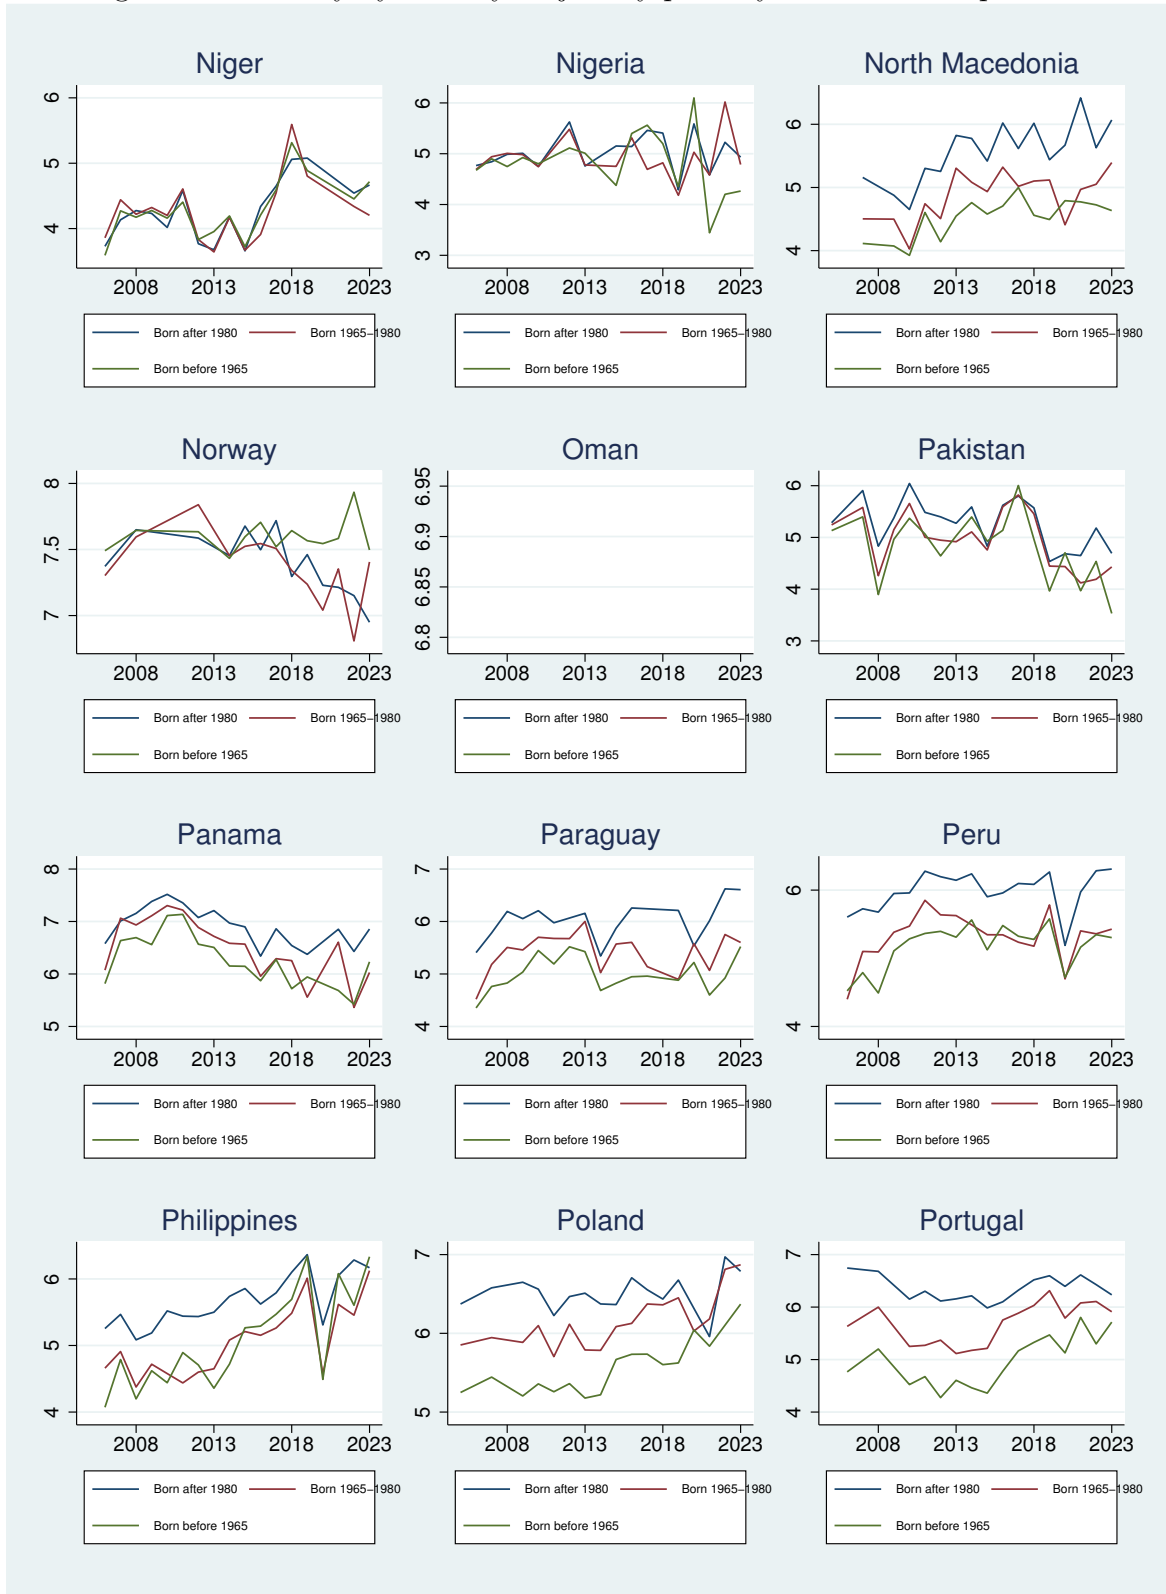 Niger Nigeria North Macedonia
6 5 4
2008 2013 2018 2023
6 5 4 3
2008 2013 2018 2023
6 5 4
2008 2013 2018 2023
Born after 1980 Born 1965–1980 Born after 1980 Born 1965–1980 Born after 1980 Born 1965–1980
Born before 1965 Born before 1965 Born before 1965
Norway Oman Pakistan
8 7.5 7
2008 2013 2018 2023
6.95 6.9 6.85 6.8
2008 2013 2018 2023
6 5 4 3
2008 2013 2018 2023
Born after 1980 Born 1965–1980 Born after 1980 Born 1965–1980 Born after 1980 Born 1965–1980
Born before 1965 Born before 1965 Born before 1965
Panama Paraguay Peru
8 7 6 5
2008 2013 2018 2023
7 6 5 4
2008 2013 2018 2023
6 4
2008 2013 2018 2023
Born after 1980 Born 1965–1980 Born after 1980 Born 1965–1980 Born after 1980 Born 1965–1980
Born before 1965 Born before 1965 Born before 1965
Philippines Poland Portugal
6 5 4
2008 2013 2018 2023
7 6 5
2008 2013 2018 2023
7 6 5 4
2008 2013 2018 2023
Born after 1980 Born 1965–1980 Born after 1980 Born 1965–1980 Born after 1980 Born 1965–1980
Born before 1965 Born before 1965 Born before 1965